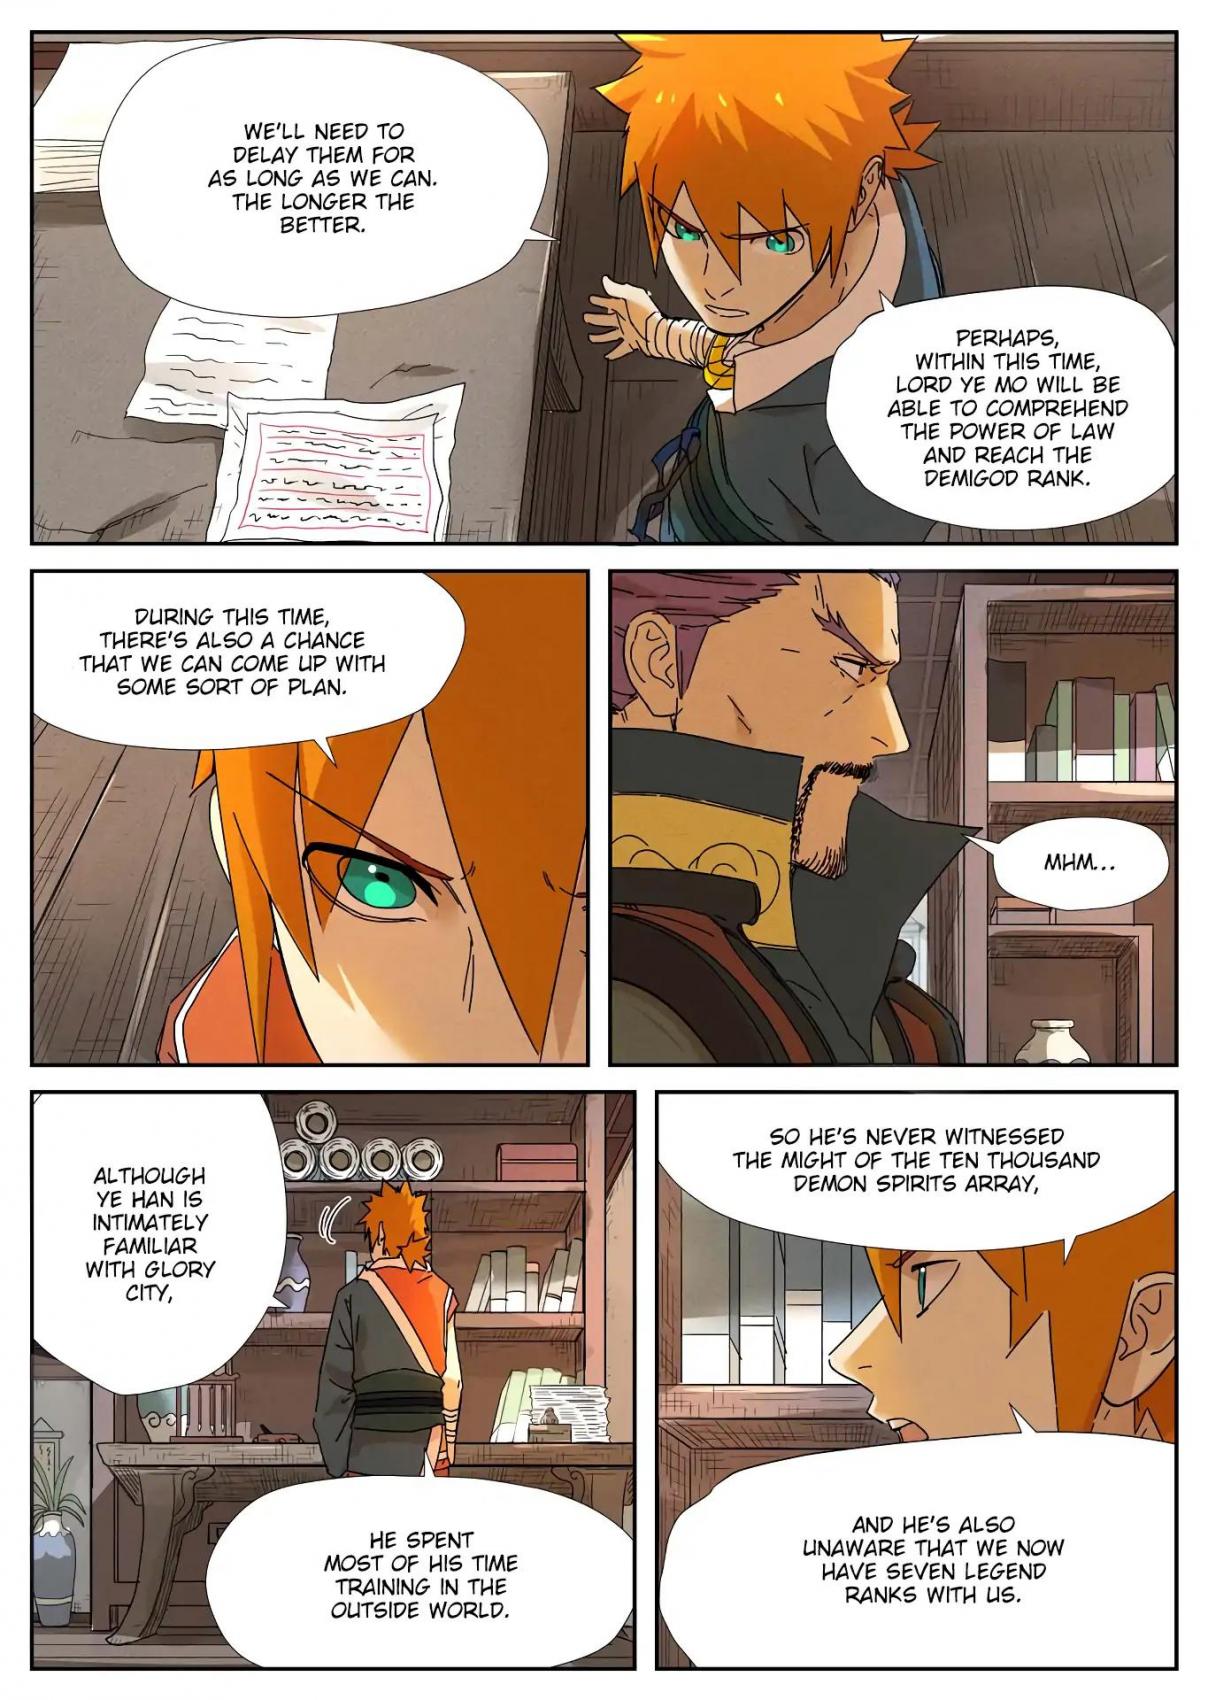 WE'LL NEED TO
DELAY THEM FOR
AS LONG AS WE CAN.
THE LONGER THE
BETTER.
PERHAPS,
WITHIN THIS TIME,
LORD YE MO WILL BE
ABLE TO COMPREHEND
THE POWER OF LAW
AND REACH THE
DEMIGOD RANK.
DURING THIS TIME,
THERE'S ALSO A CHANCE
THAT WE CAN COME UP WITH
SOME SORT OF PLAN.
MHM...
ALTHOUGH
YE HAN IS
INTIMATELY
FAMILIAR
WITH GLORY
CITY,
HE SPENT
MOST OF HIS TIME
TRAINING IN THE
OUTSIDE WORLD.
SO HE'S NEVER WITNESSED
THE MIGHT OF THE TEN THOUSAND
DEMON SPIRITS ARRAY,
AND HE'S ALSO
UNAWARE THAT WE NOW
HAVE SEVEN LEGEND
RANKS WITH US.